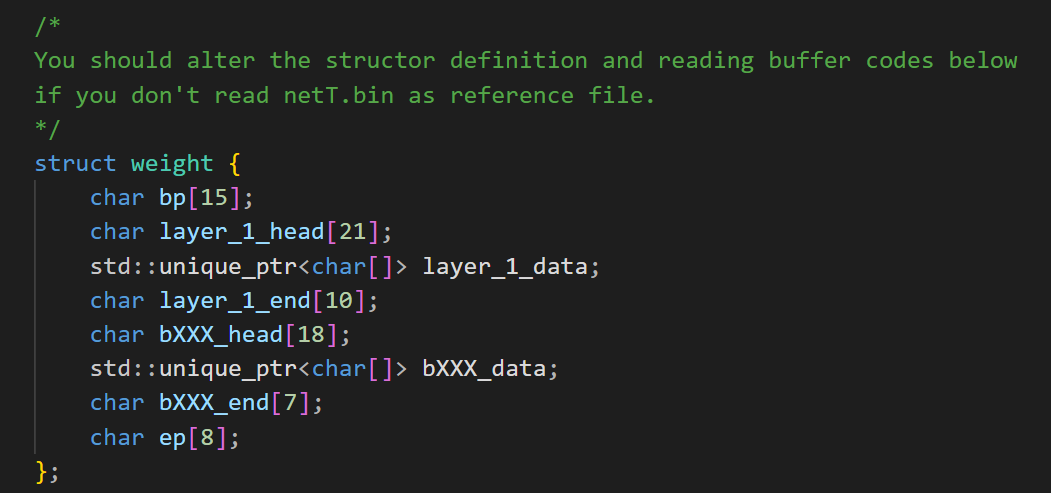 /*
You should alter the structor definition and reading buffer codes below
if you don't read netT.bin as reference file.
*/
struct weight {
    char bp[15];
    char layer_1_head[21];
    std::unique_ptr<char[]> layer_1_data;
    char layer_1_end[10];
    char bXXX_head[18];
    std::unique_ptr<char[]> bXXX_data;
    char bXXX_end[7];
    char ep[8];
};